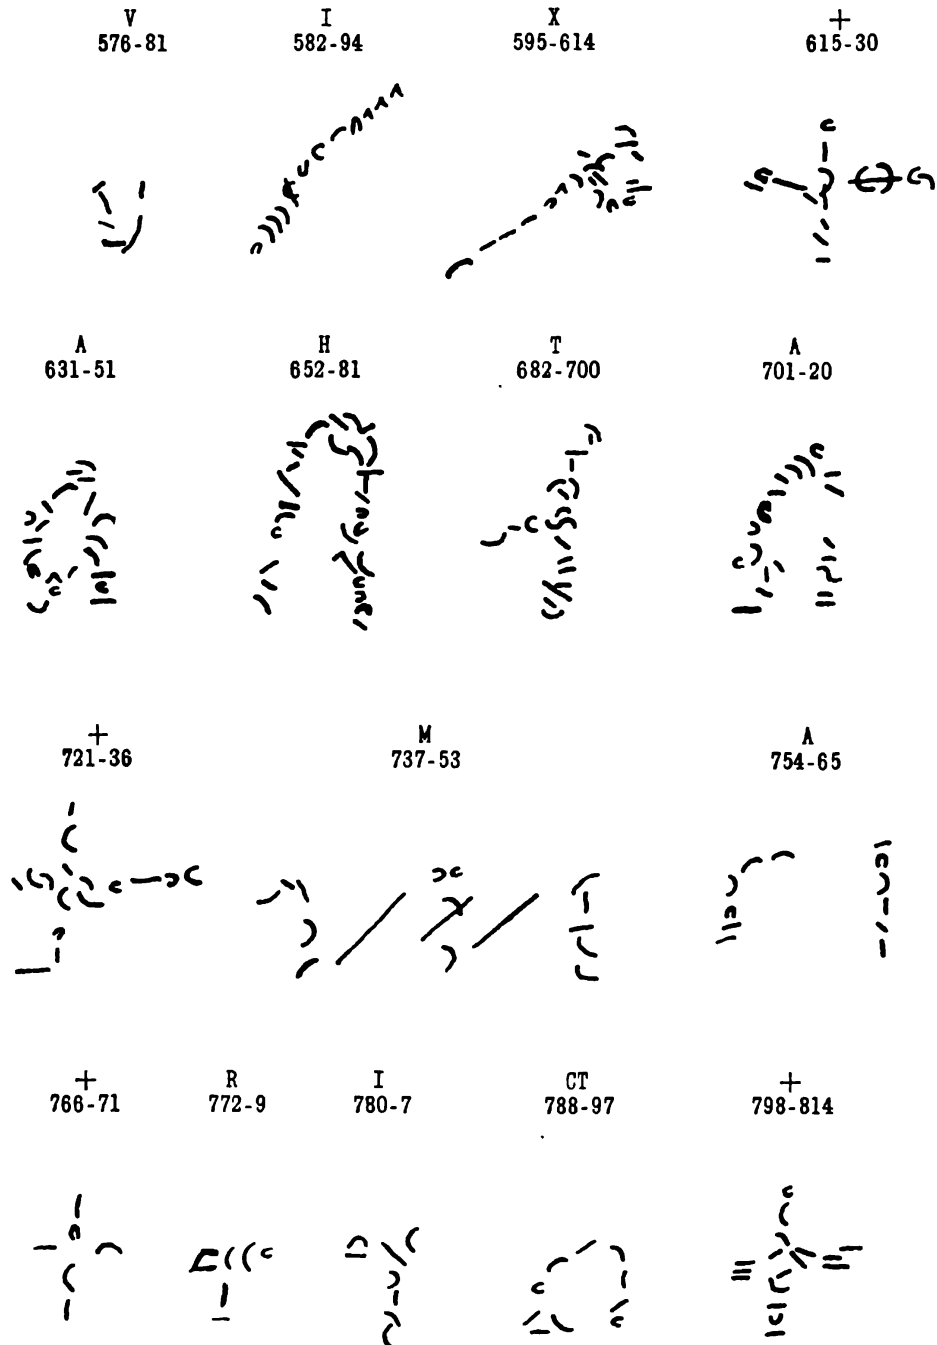 V I X +
576-81 582-94 595-614 615-30
A H T A
631-51 652-81 682-700 701-20
+ M A
721-36 737-53 754-65
+ R I CT +
766-71 772-9 780-7 788-97 798-814